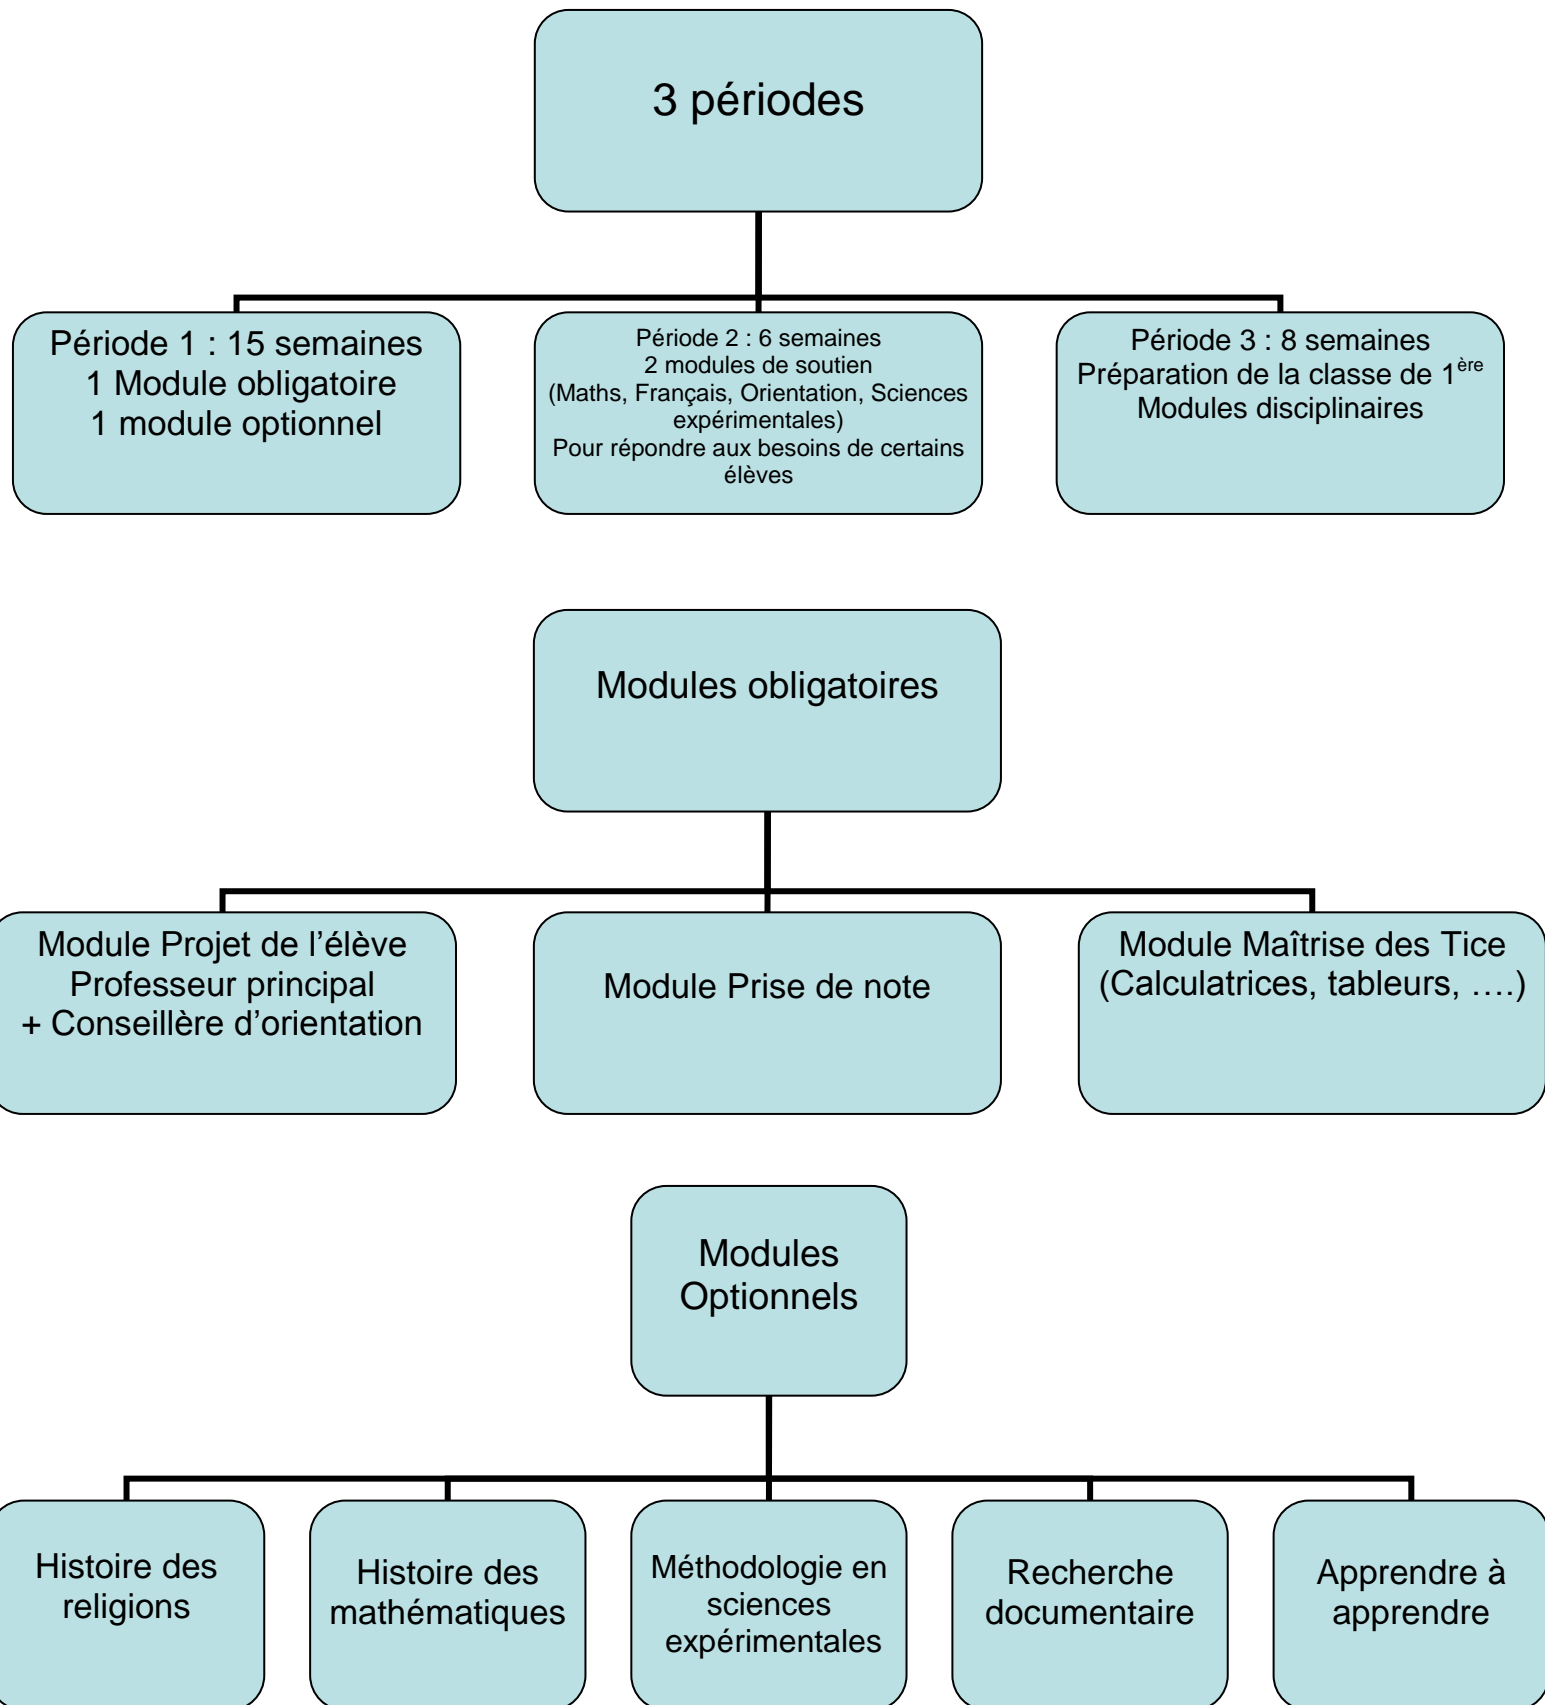 3 périodes
Période 1 : 15 semaines
1 Module obligatoire
1 module optionnel
Période 2 : 6 semaines
2 modules de soutien
(Maths, Français, Orientation, Sciences
expérimentales)
Pour répondre aux besoins de certains
élèves
Période 3 : 8 semaines
Préparation de la classe de 1ère
Modules disciplinaires
Modules obligatoires
Module Projet de l’élève
Professeur principal
+ Conseillère d’orientation
Module Prise de note
Module Maîtrise des Tice
(Calculatrices, tableurs, ….)
Modules
Optionnels
Histoire des
religions
Histoire des
mathématiques
Méthodologie en
sciences
expérimentales
Recherche
documentaire
Apprendre à
apprendre